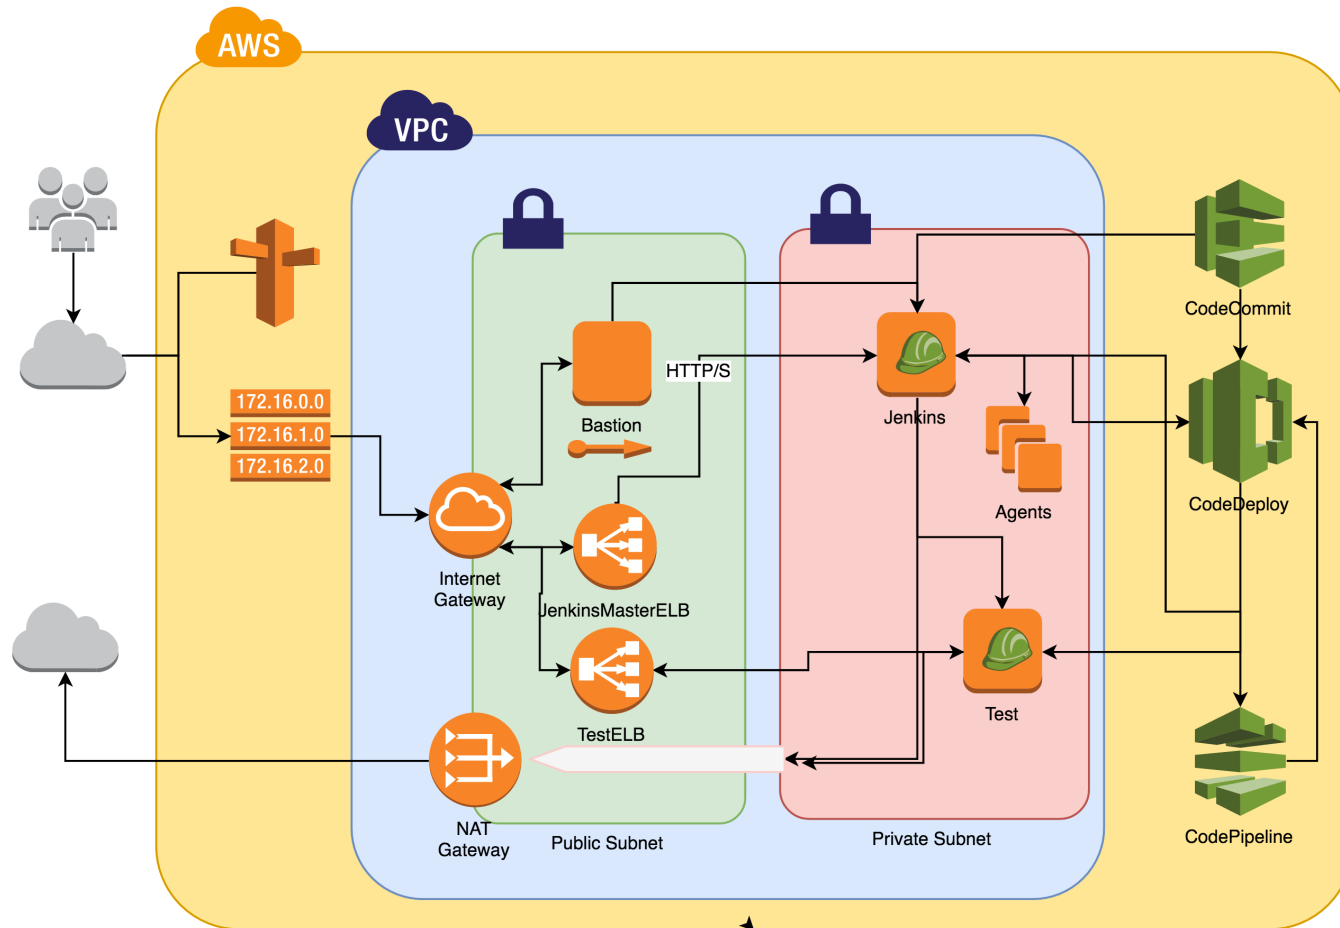 AWS
VPC
CodeCommit
172.16.0.0
172.16.1.0
172.16.2.0
HTTP/S
Bastion
Jenkins
Agents
CodeDeploy
Internet
Gateway
JenkinsMasterELB
TestELB
Test
NAT
Gateway
Public Subnet
Private Subnet
CodePipeline